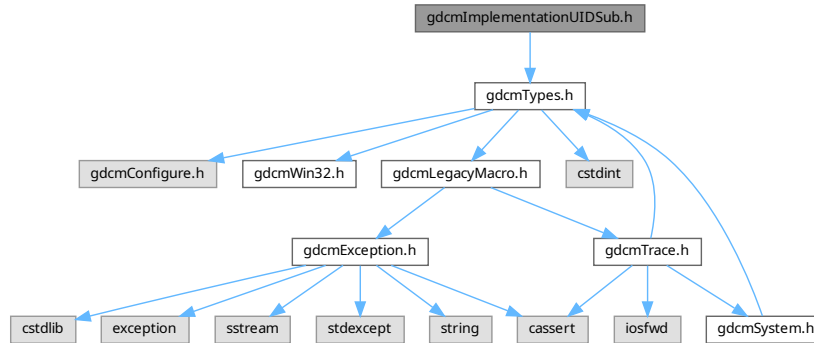 gdcmImplementationUIDSub.h
gdcmTypes.h
gdcmConfigure.h
gdcmWin32.h
gdcmLegacyMacro.h
cstdint
gdcmException.h
gdcmTrace.h
cstdlib
exception
sstream
stdexcept
string
cassert
iosfwd
gdcmSystem.h